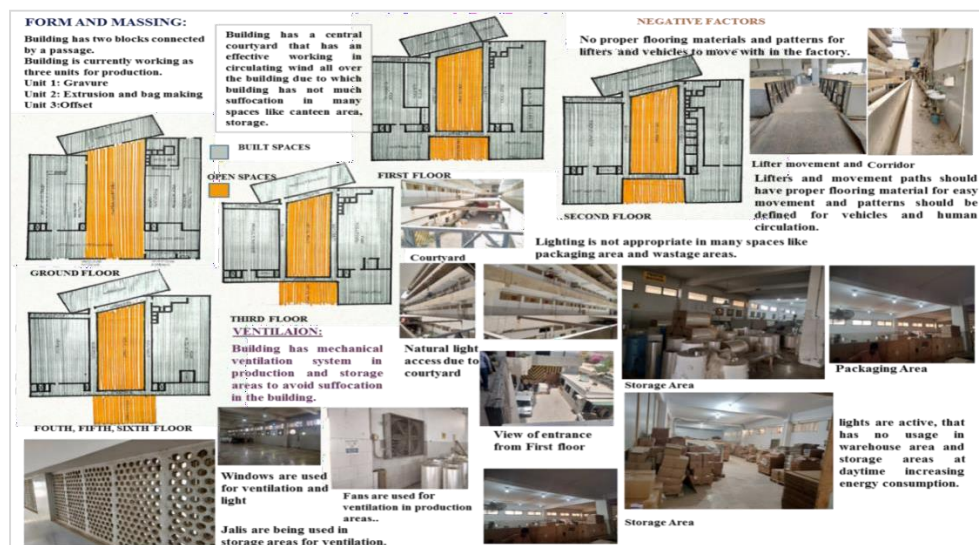 FORM AND MASSING:
Building has two blocks connected
by a passage.
Building is currently working as
three units for production.
Unit 1: Gravure
Unit 2: Extrusion and bag making
Unit 3:Offset
Building has a central
courtyard that has an
effective working in
circulating wind all over
the building due to which
building has not much
suffocation in many
spaces like canteen area,
storage.
BUILT SPACES
OPEN SPACES
GROUND FLOOR
FIRST FLOOR
SECOND FLOOR
THIRD FLOOR
FOUTH, FIFTH, SIXTH FLOOR
VENTILAION:
Building has mechanical
ventilation system in
production and storage
areas to avoid suffocation
in the building.
Windows are used
for ventilation and
light
Fans are used for
ventilation in production
areas..
Jalis are being used in
storage areas for ventilation.
Courtyard
Natural light
access due to
courtyard
View of entrance
from First floor
NEGATIVE FACTORS
No proper flooring materials and patterns for
lifters and vehicles to move with in the factory.
Lifter movement and Corridor
Lifters and movement paths should
have proper flooring material for easy
movement and patterns should be
defined for vehicles and human
circulation.
Lighting is not appropriate in many spaces like
packaging area and wastage areas.
Storage Area
Packaging Area
lights are active, that
has no usage in
warehouse area and
storage areas at
daytime increasing
energy consumption.
Storage Area